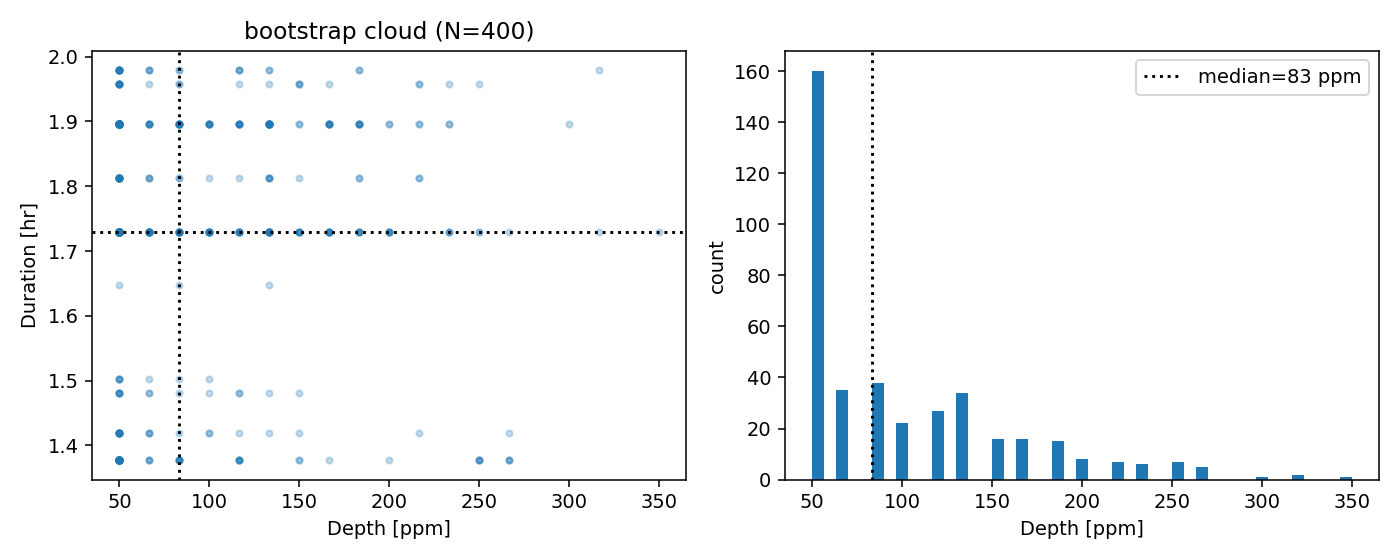 bootstrap cloud (N=400)
2.0
1.9
1.8
1.7
1.6
1.5
1.4
Duration [hr]
50 100 150 200 250 300 350
Depth [ppm]
median=83 ppm
160
140
120
100
80
60
40
20
0
count
50 100 150 200 250 300 350
Depth [ppm]